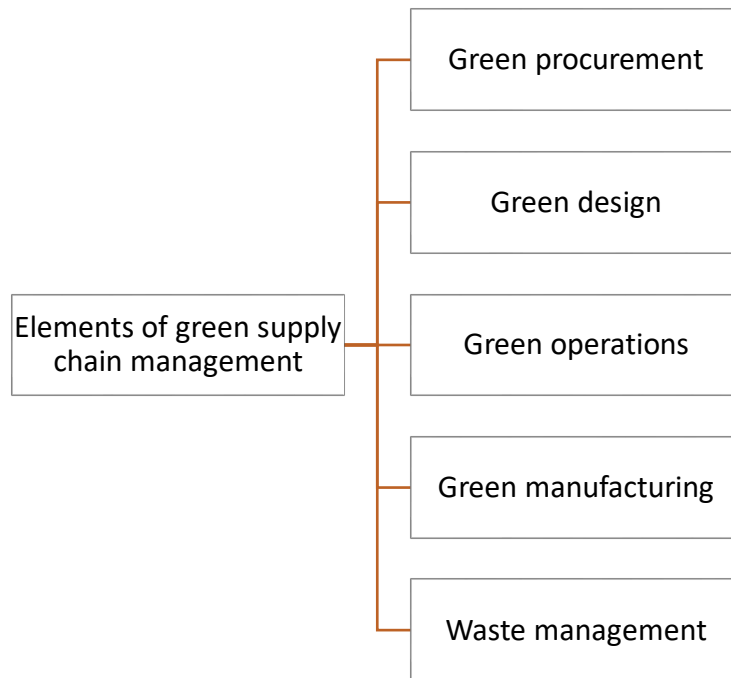 Green procurement
Green design
Elements of green supply
chain management
Green operations
Green manufacturing
Waste management